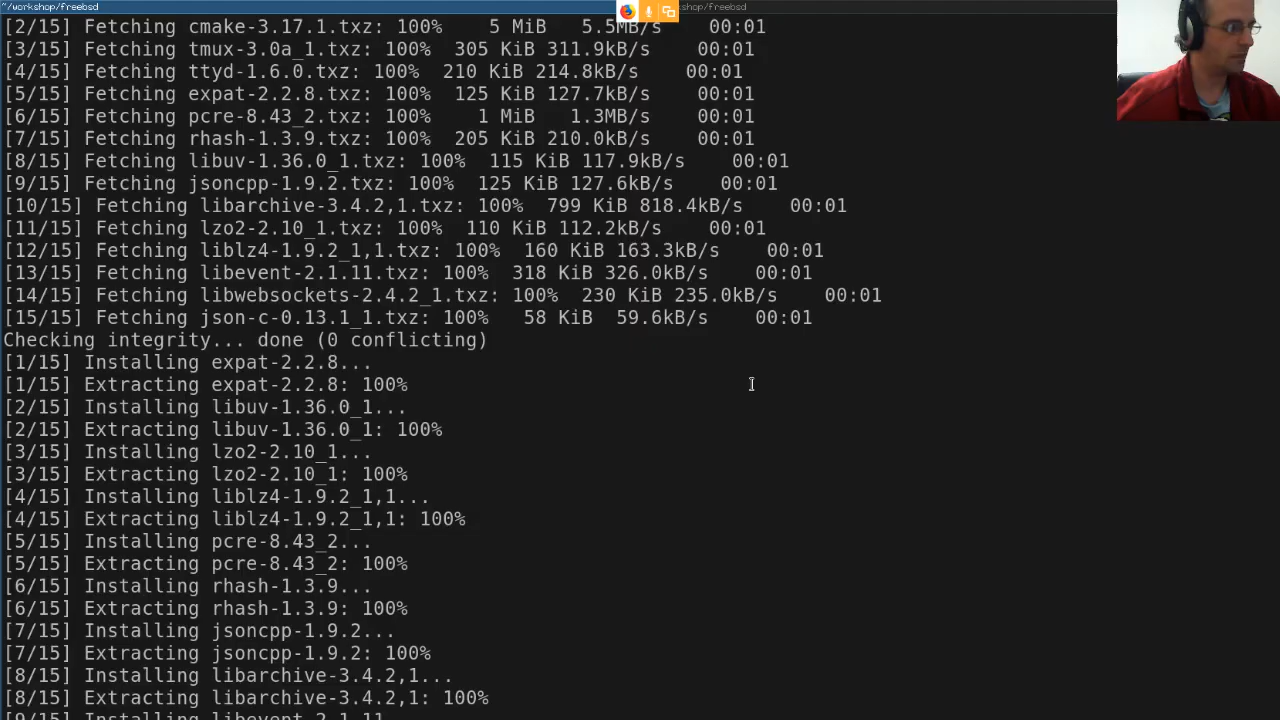 ~/workshop/freebsd
~/workshop/freebsd
[2/15] Fetching cmake-3.17.1.txz: 100%    5 MiB   5.5MB/s    00:01
[3/15] Fetching tmux-3.0a_1.txz: 100%  305 KiB 311.9kB/s    00:01
[4/15] Fetching ttyd-1.6.0.txz: 100%  210 KiB 214.8kB/s    00:01
[5/15] Fetching expat-2.2.8.txz: 100%  125 KiB 127.7kB/s    00:01
[6/15] Fetching pcre-8.43_2.txz: 100%    1 MiB   1.3MB/s    00:01
[7/15] Fetching rhash-1.3.9.txz: 100%  205 KiB 210.0kB/s    00:01
[8/15] Fetching libuv-1.36.0_1.txz: 100%  115 KiB 117.9kB/s    00:01
[9/15] Fetching jsoncpp-1.9.2.txz: 100%  125 KiB 127.6kB/s    00:01
[10/15] Fetching libarchive-3.4.2,1.txz: 100%  799 KiB 818.4kB/s    00:01
[11/15] Fetching lzo2-2.10_1.txz: 100%  110 KiB 112.2kB/s    00:01
[12/15] Fetching liblz4-1.9.2_1,1.txz: 100%  160 KiB 163.3kB/s    00:01
[13/15] Fetching libevent-2.1.11.txz: 100%  318 KiB 326.0kB/s    00:01
[14/15] Fetching libwebsockets-2.4.2_1.txz: 100%  230 KiB 235.0kB/s    00:01
[15/15] Fetching json-c-0.13.1_1.txz: 100%   58 KiB  59.6kB/s    00:01
Checking integrity... done (0 conflicting)
[1/15] Installing expat-2.2.8...
[1/15] Extracting expat-2.2.8: 100%
[2/15] Installing libuv-1.36.0_1...
[2/15] Extracting libuv-1.36.0_1: 100%
[3/15] Installing lzo2-2.10_1...
[3/15] Extracting lzo2-2.10_1: 100%
[4/15] Installing liblz4-1.9.2_1,1...
[4/15] Extracting liblz4-1.9.2_1,1: 100%
[5/15] Installing pcre-8.43_2...
[5/15] Extracting pcre-8.43_2: 100%
[6/15] Installing rhash-1.3.9...
[6/15] Extracting rhash-1.3.9: 100%
[7/15] Installing jsoncpp-1.9.2...
[7/15] Extracting jsoncpp-1.9.2: 100%
[8/15] Installing libarchive-3.4.2,1...
[8/15] Extracting libarchive-3.4.2,1: 100%
[9/15] Installing libevent-2.1.11